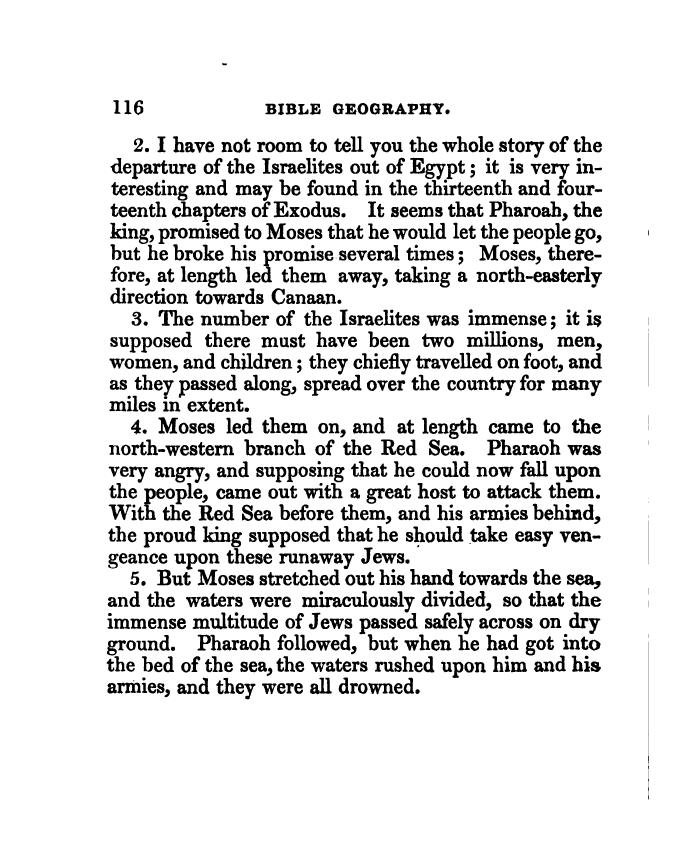 116 BIBLE GEOGRAPHY.
2. I have not room to tell you the whole story of the
departure of the Israelites out of Egypt; it is very in-
teresting and may be found in the thirteenth and four-
teenth chapters of Exodus. It seems that Pharoah, the
king, promised to Moses that he would let the people go,
but he broke his promise several times; Moses, there-
fore, at length led them away, taking a north-easterly
direction towards Canaan.
3. The number of the Israelites was immense; it is
supposed there must have been two millions, men,
women, and children; they chiefly travelled on foot, and
as they passed along, spread over the country for many
miles in extent.
4. Moses led them on, and at length came to the
north-western branch of the Red Sea. Pharaoh was
very angry, and supposing that he could now fall upon
the people, came out with a great host to attack them.
With the Red Sea before them, and his armies behind,
the proud king supposed that he should take easy ven-
geance upon these runaway Jews.
5. But Moses stretched out his hand towards the sea,
and the waters were miraculously divided, so that the
immense multitude of Jews passed safely across on dry
ground. Pharaoh followed, but when he had got into
the bed of the sea, the waters rushed upon him and his
armies, and they were all drowned.